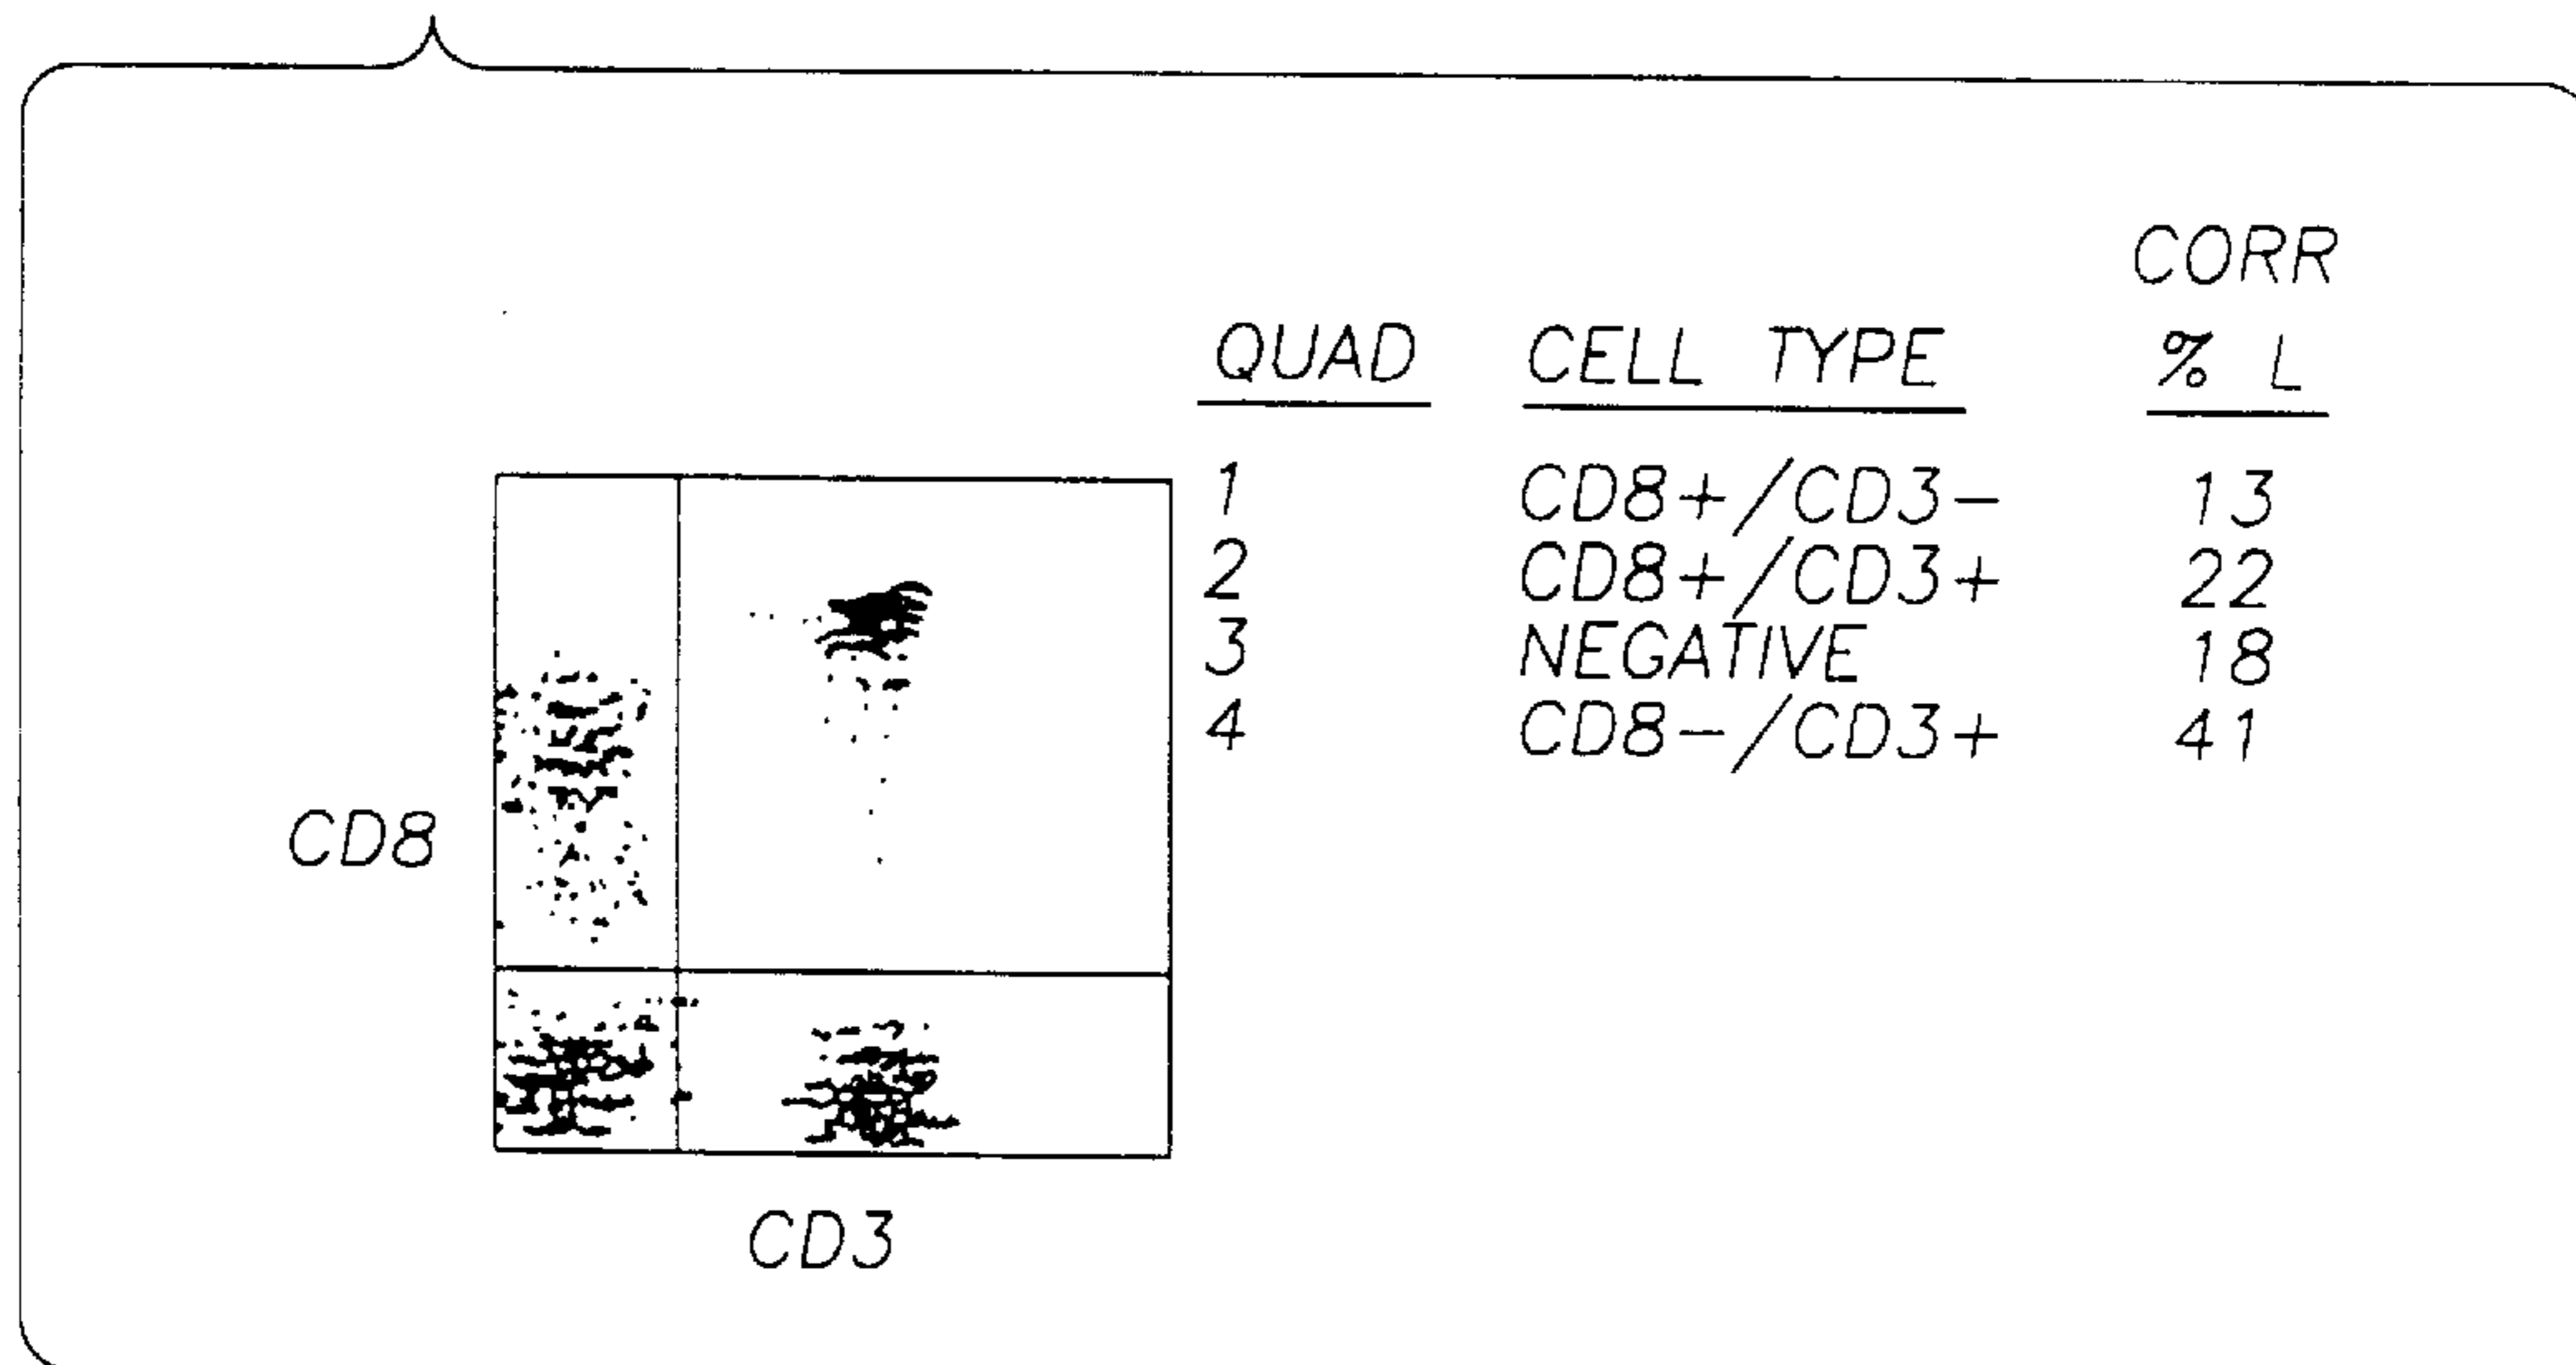 CORR
QUAD CELL TYPE % L
1 CD8+/CD3- 13
2 CD8+/CD3+ 22
3 NEGATIVE 18
4 CD8-/CD3+ 41
CD8
CD3